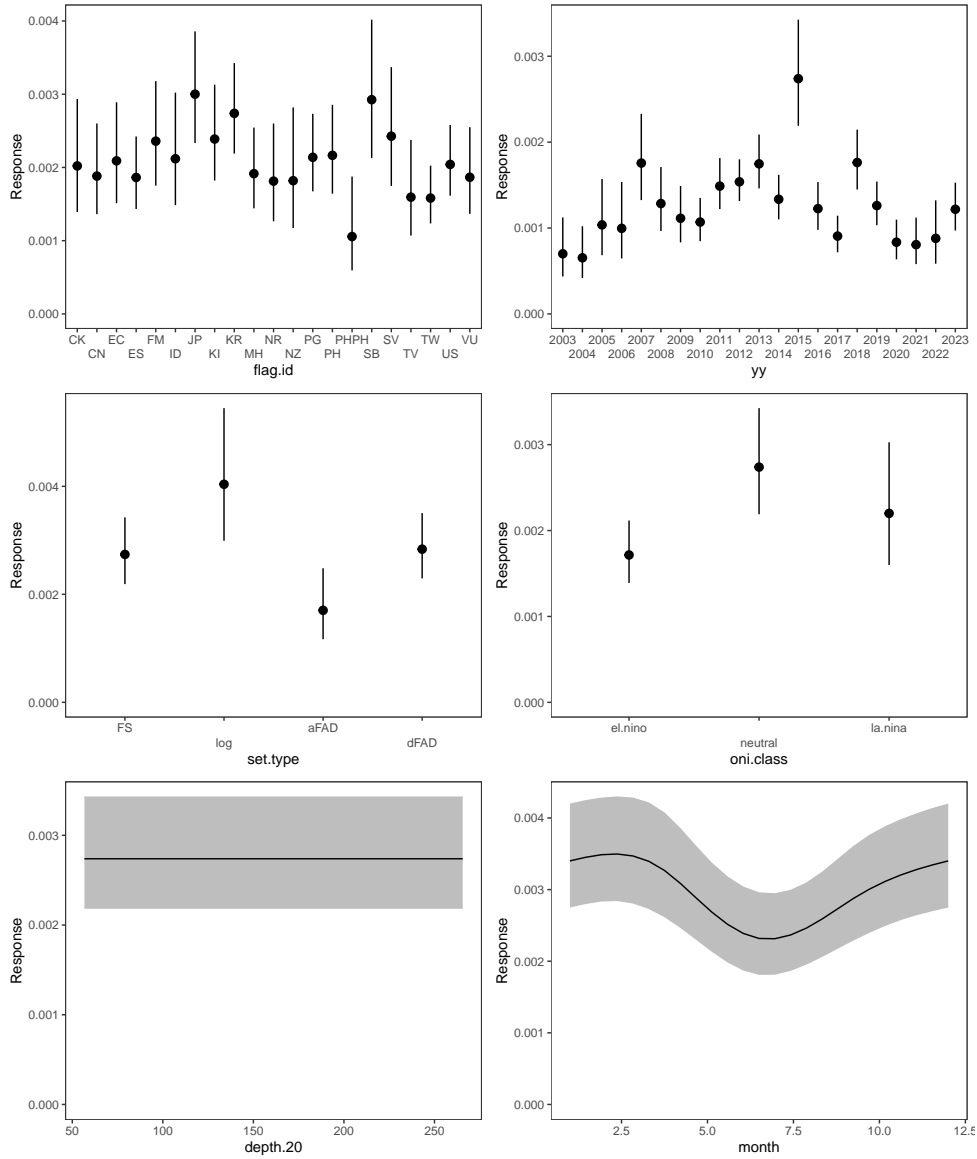 Response
0.004
0.003
0.002
0.001
0.000
CK EC FM JP KR NR PG PHPH SV TW VU
CN ES ID KI MH NZ PH SB TV US
flag.id
Response
0.003
0.002
0.001
0.000
2003 2005 2007 2009 2011 2013 2015 2017 2019 2021 2023
2004 2006 2008 2010 2012 2014 2016 2018 2020 2022
yy
Response
0.004
0.002
0.000
FS aFAD
log dFAD
set.type
Response
0.003
0.002
0.001
0.000
el.nino la.nina
neutral
oni.class
Response
0.003
0.002
0.001
0.000
50 100 150 200 250
depth.20
Response
0.004
0.003
0.002
0.001
0.000
2.5 5.0 7.5 10.0 12.5
month